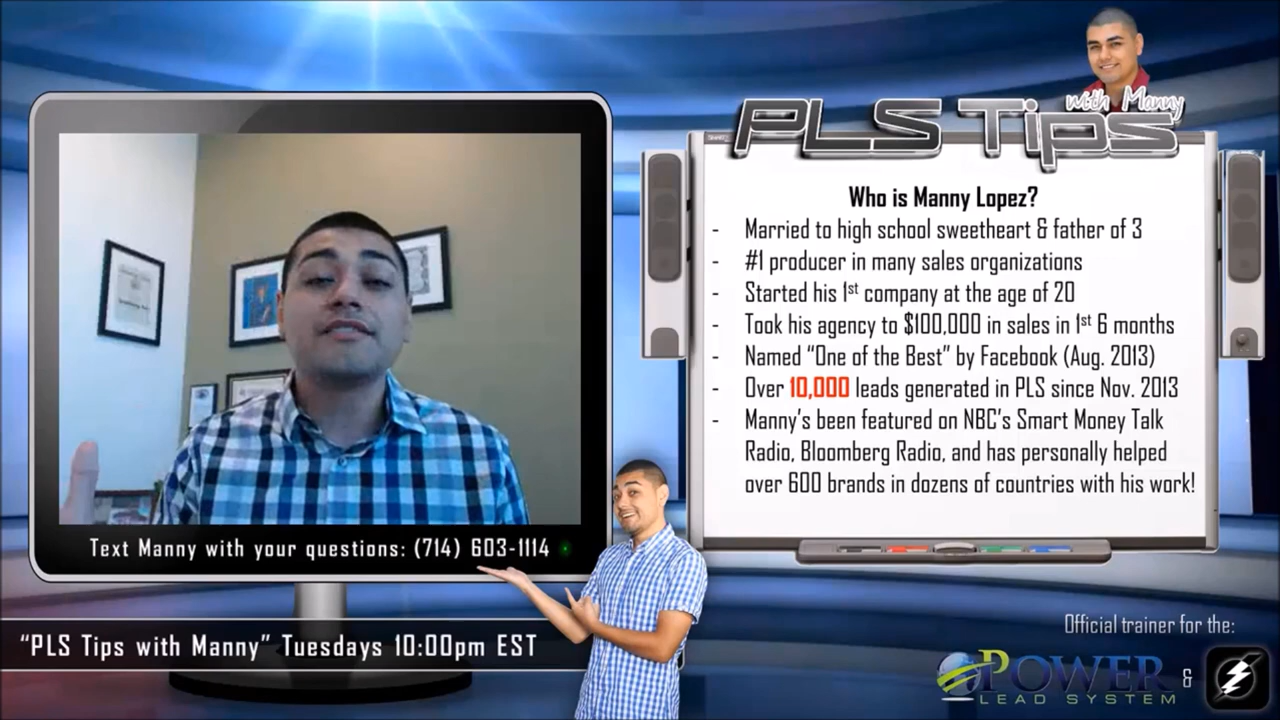 with Manny
PLS Tips
Who is Manny Lopez?
- Married to high school sweetheart & father of 3
- #1 producer in many sales organizations
- Started his 1st company at the age of 20
- Took his agency to $100,000 in sales in 1st 6 months
- Named “One of the Best” by Facebook (Aug. 2013)
- Over 10,000 leads generated in PLS since Nov. 2013
- Manny’s been featured on NBC’s Smart Money Talk
Radio, Bloomberg Radio, and has personally helped
over 600 brands in dozens of countries with his work!
Text Manny with your questions: (714) 603-1114
“PLS Tips with Manny” Tuesdays 10:00pm EST
Official trainer for the:
POWER
LEAD SYSTEM
&